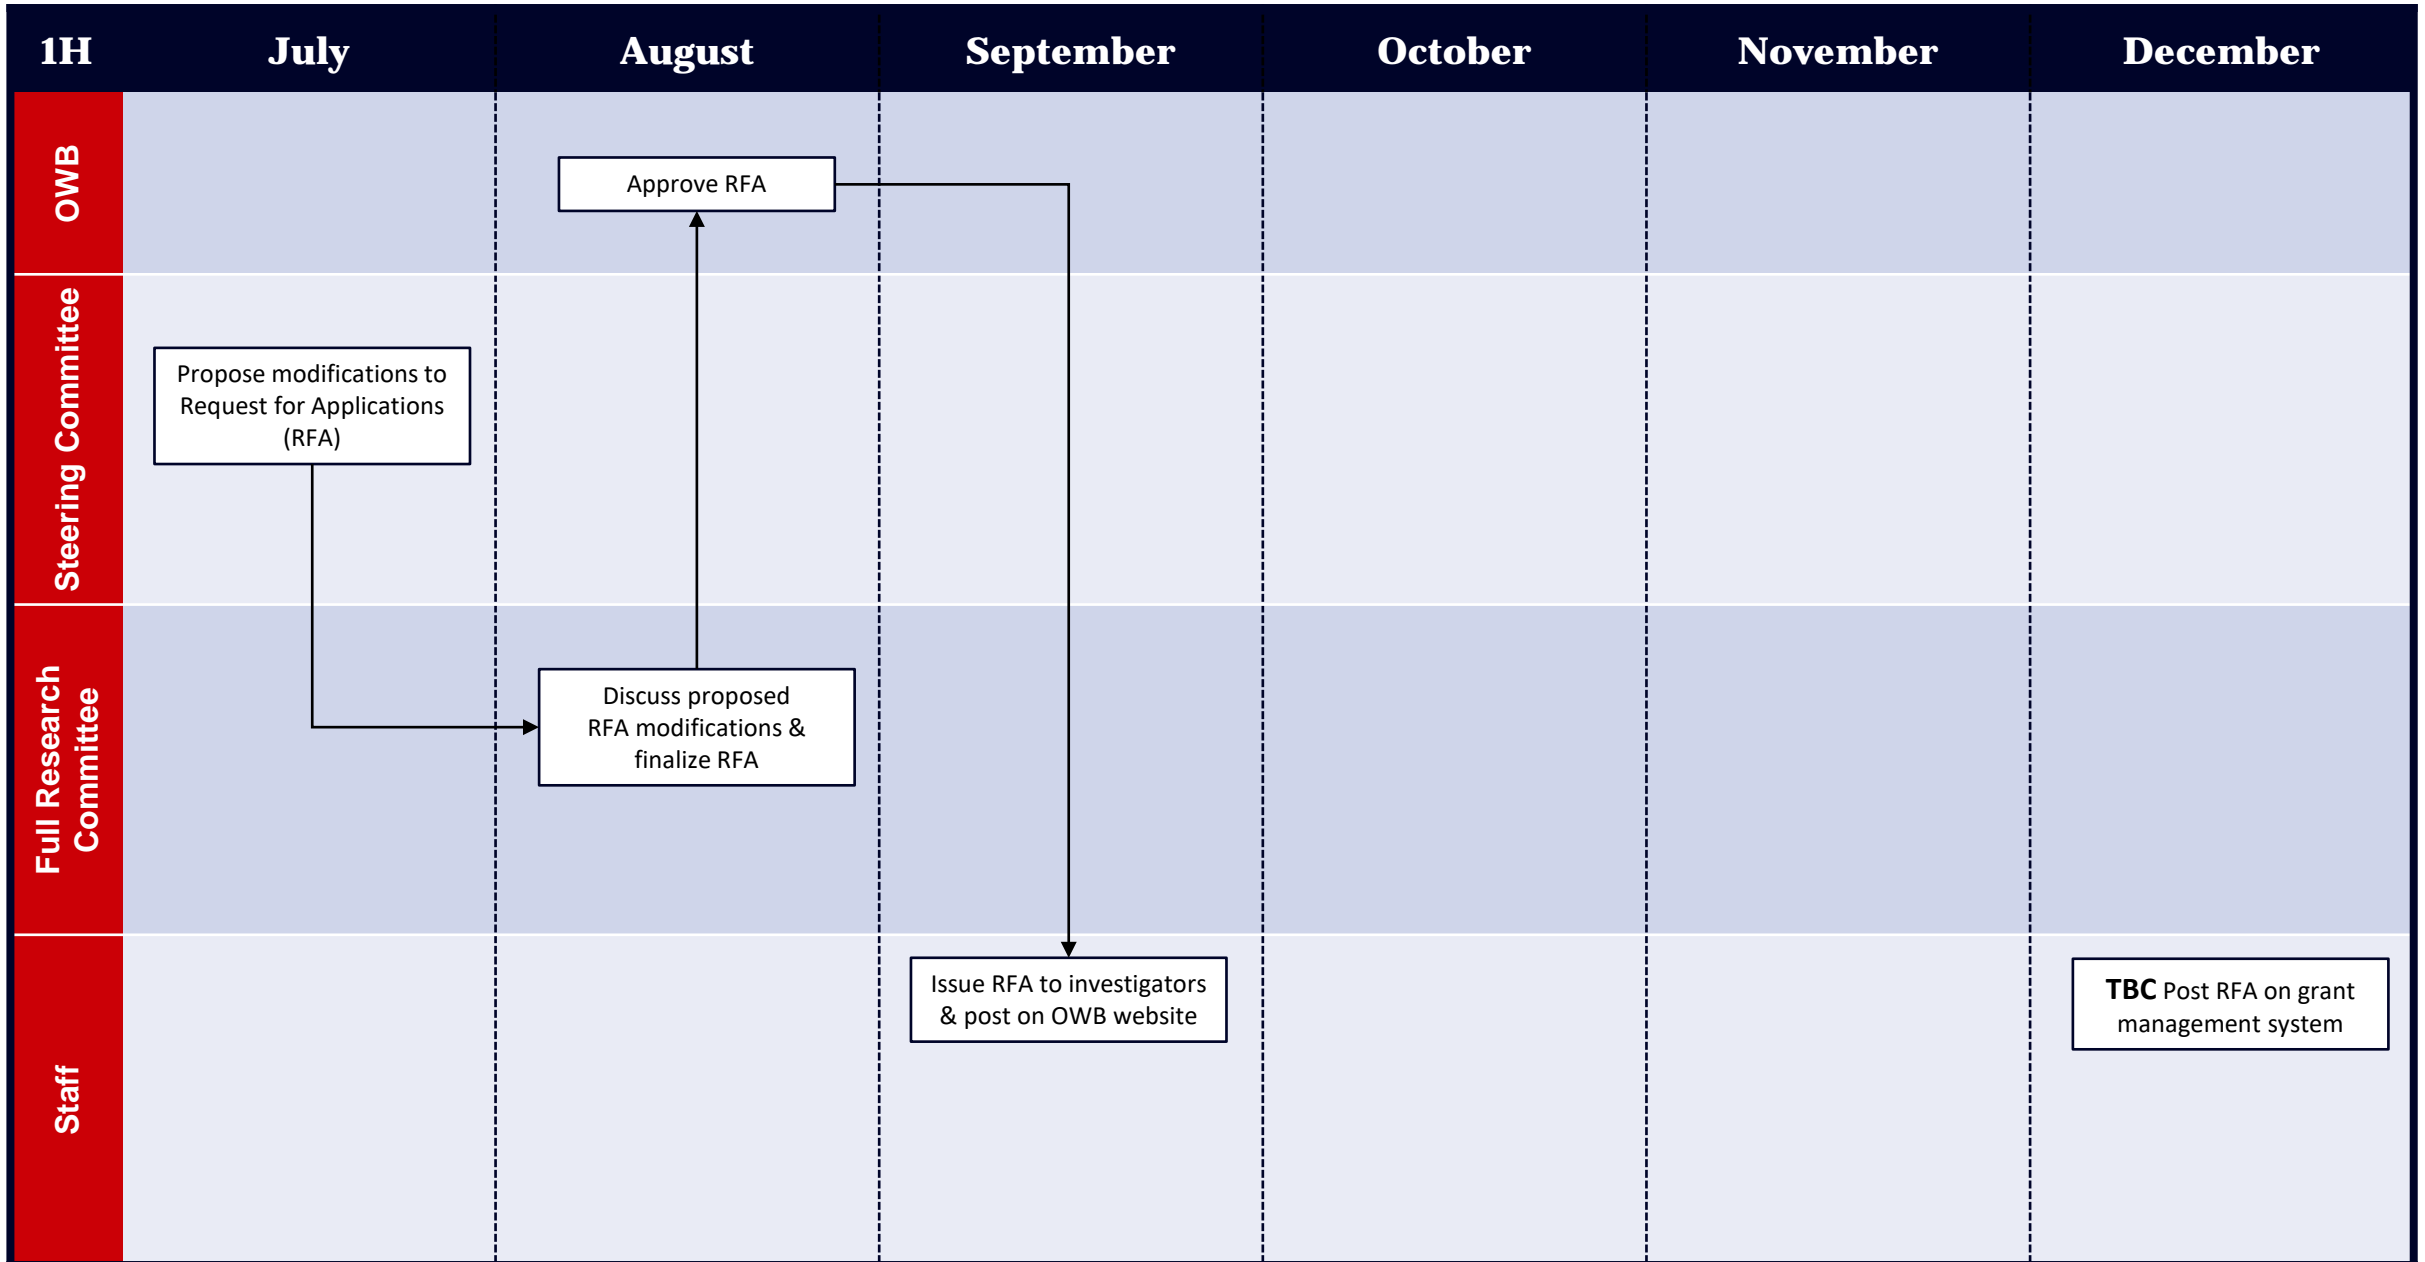 1H July August September October November December
OWB
Approve RFA
Steering Committee
Propose modifications to
Request for Applications
(RFA)
Full Research
Committee
Discuss proposed
RFA modifications &
finalize RFA
Staff
Issue RFA to investigators
& post on OWB website
TBC Post RFA on grant
management system